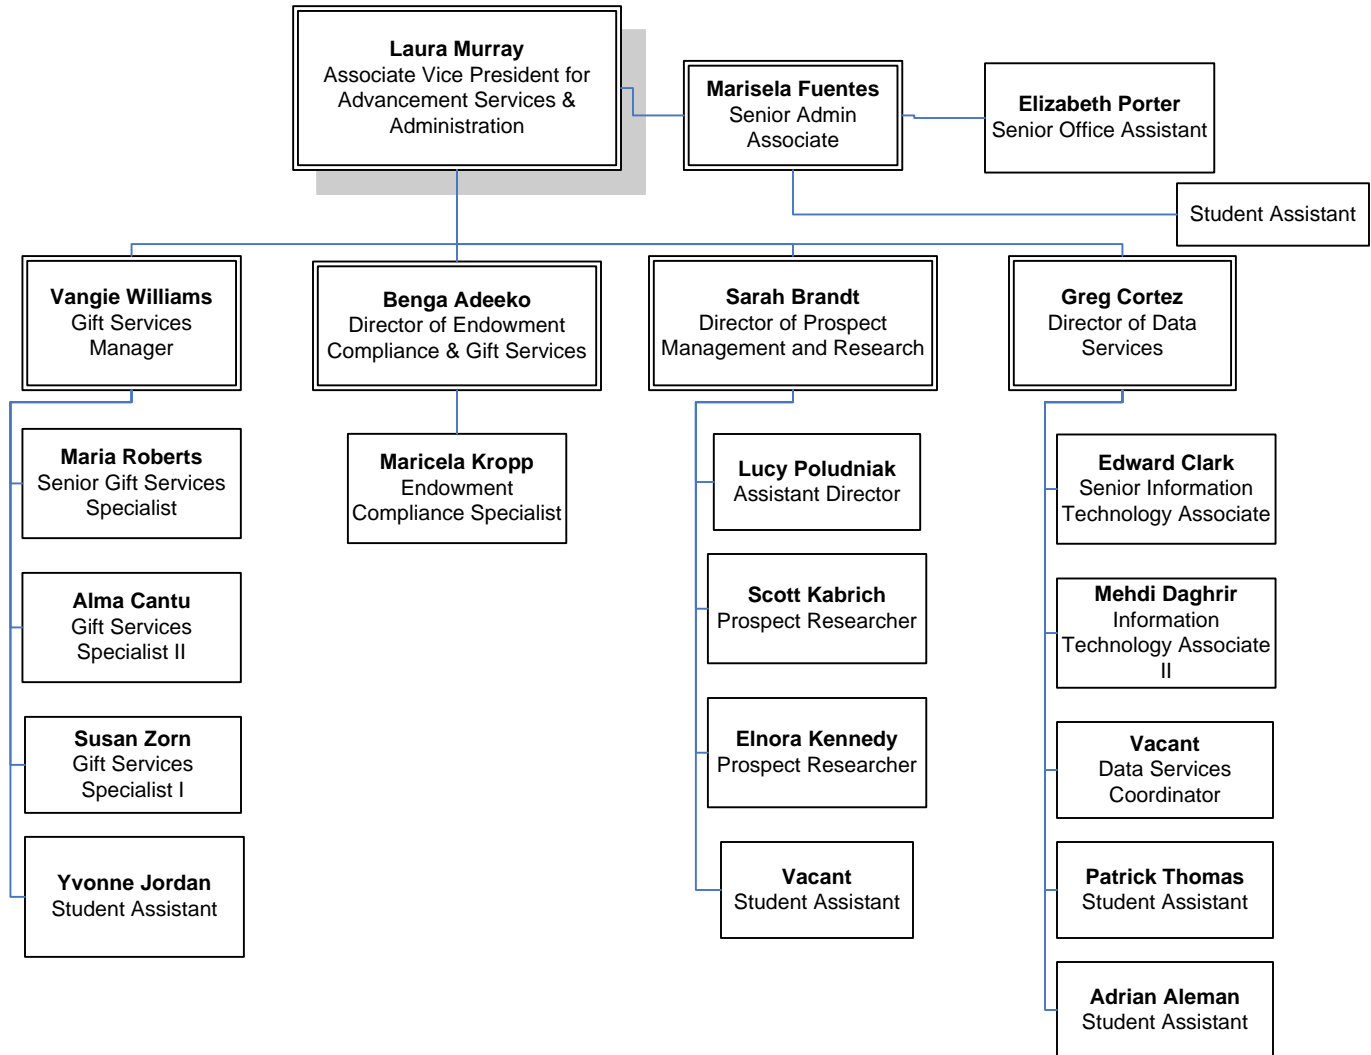 Laura Murray
Associate Vice President for
Advancement Services &
Administration
Marisela Fuentes
Senior Admin
Associate
Elizabeth Porter
Senior Office Assistant
Student Assistant
Vangie Williams
Gift Services
Manager
Benga Adeeko
Director of Endowment
Compliance & Gift Services
Sarah Brandt
Director of Prospect
Management and Research
Greg Cortez
Director of Data
Services
Maria Roberts
Senior Gift Services
Specialist
Alma Cantu
Gift Services
Specialist II
Susan Zorn
Gift Services
Specialist I
Yvonne Jordan
Student Assistant
Maricela Kropp
Endowment
Compliance Specialist
Lucy Poludniak
Assistant Director
Scott Kabrich
Prospect Researcher
Elnora Kennedy
Prospect Researcher
Vacant
Student Assistant
Edward Clark
Senior Information
Technology Associate
Mehdi Daghrir
Information
Technology Associate
II
Vacant
Data Services
Coordinator
Patrick Thomas
Student Assistant
Adrian Aleman
Student Assistant